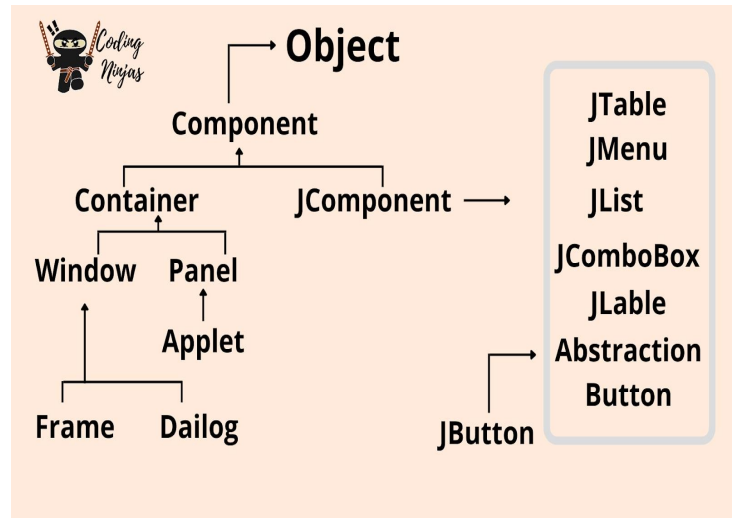 Coding
Ninjas
Object
Component
Container
JComponent
Window
Panel
Applet
Frame
Dailog
JTable
JMenu
JList
JComboBox
JLable
Abstraction
Button
JButton